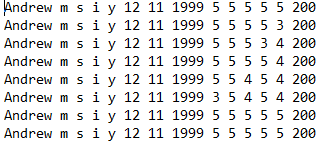 Andrew m s i y 12 11 1999 5 5 5 5 5 200
Andrew m s i y 12 11 1999 5 5 5 5 3 200
Andrew m s i y 12 11 1999 5 5 5 3 4 200
Andrew m s i y 12 11 1999 5 5 5 5 4 200
Andrew m s i y 12 11 1999 5 5 4 5 4 200
Andrew m s i y 12 11 1999 3 5 4 5 4 200
Andrew m s i y 12 11 1999 5 5 5 5 5 200
Andrew m s i y 12 11 1999 5 5 5 5 5 200